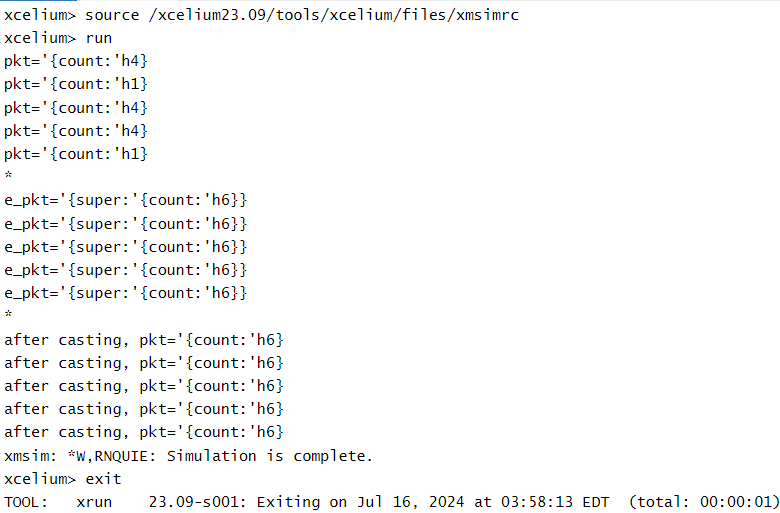 xcelium> source /xcelium23.09/tools/xcelium/files/xmsimrc
xcelium> run
pkt='{count:'h4}
pkt='{count:'h1}
pkt='{count:'h4}
pkt='{count:'h4}
pkt='{count:'h1}
*
e_pkt='{super:'{count:'h6}}
e_pkt='{super:'{count:'h6}}
e_pkt='{super:'{count:'h6}}
e_pkt='{super:'{count:'h6}}
e_pkt='{super:'{count:'h6}}
*
after casting, pkt='{count:'h6}
after casting, pkt='{count:'h6}
after casting, pkt='{count:'h6}
after casting, pkt='{count:'h6}
after casting, pkt='{count:'h6}
xmsim: *W,RNQUIE: Simulation is complete.
xcelium> exit
TOOL:   xrun    23.09-s001: Exiting on Jul 16, 2024 at 03:58:13 EDT  (total: 00:00:01)